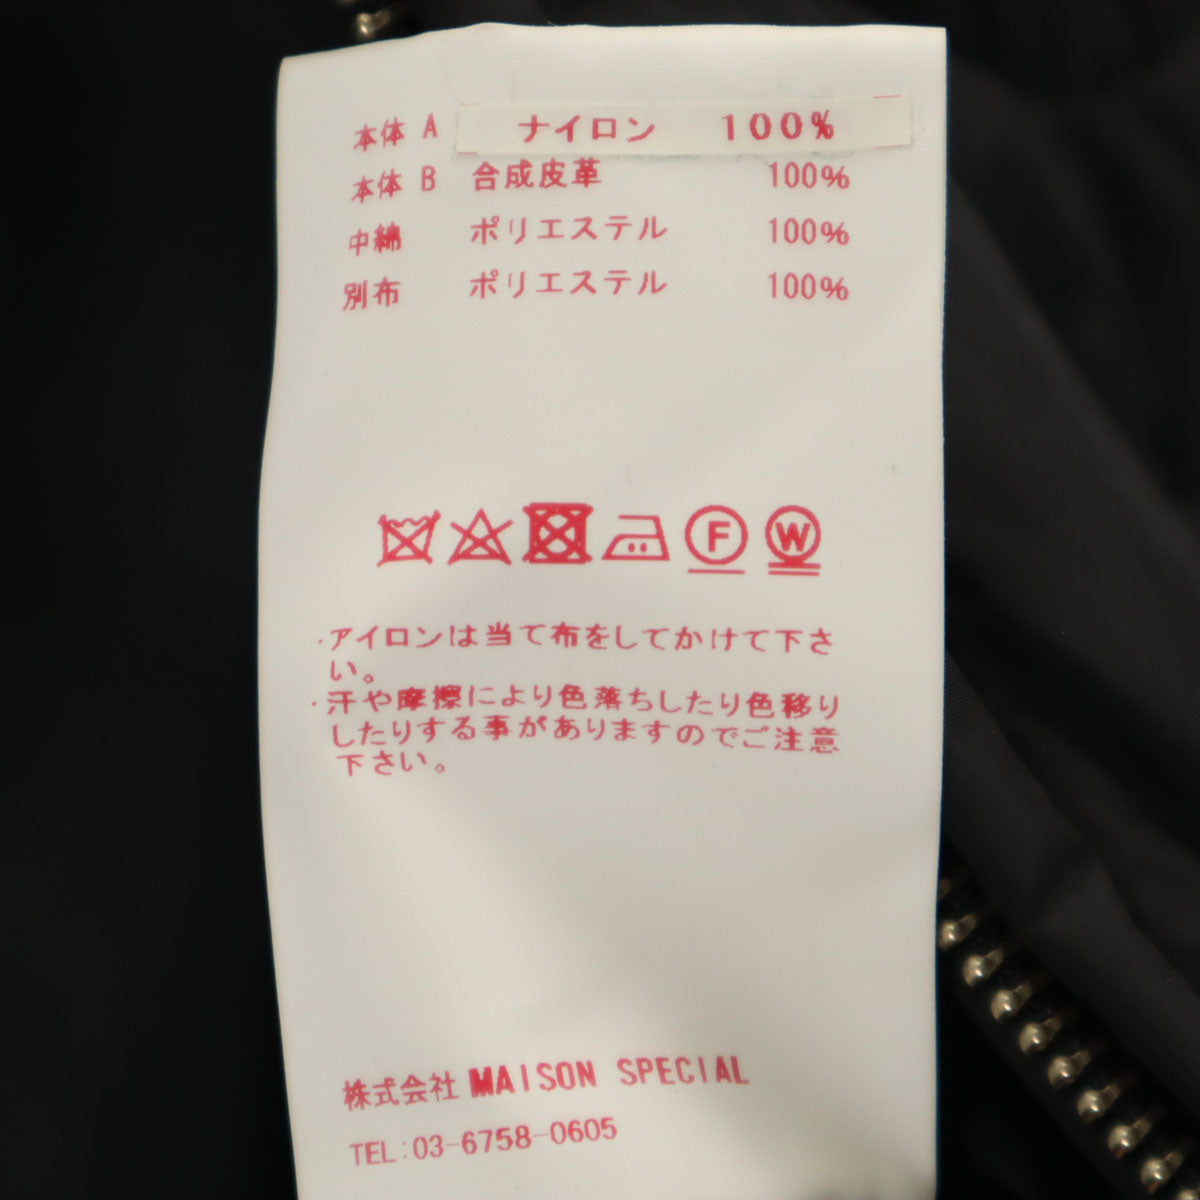 本体 A ナイロン 100%
本体 B 合成皮革 100%
中綿 ポリエステル 100%
別布 ポリエステル 100%
F W
・アイロンは当て布をしてかけて下さ
い。
・汗や摩擦により色落ちしたり色移り
したりする事がありますのでご注意
下さい。
株式会社 MAISON SPECIAL
TEL:03-6758-0605